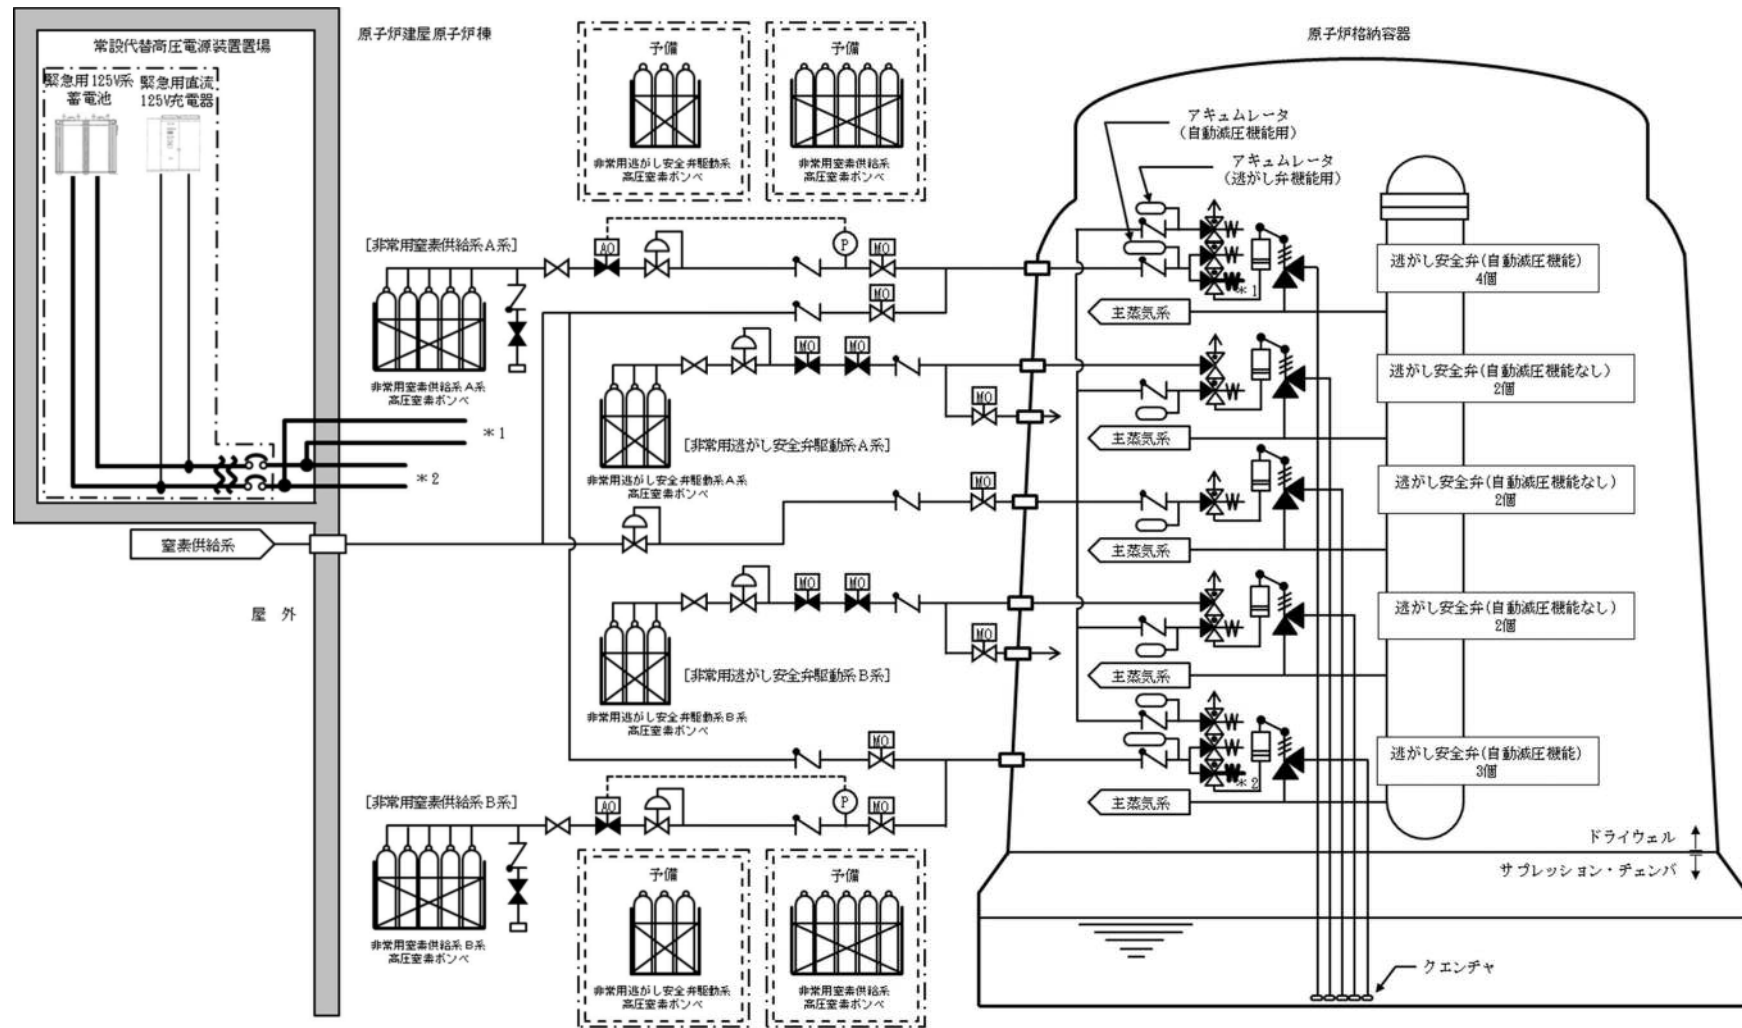 常設代替高圧電源装置置場
緊急用125V系
蓄電池
緊急用直流
125V充電器
原子炉建屋原子炉棟
予備
非常用逃がし安全弁駆動系
高圧窒素ボンベ
予備
非常用窒素供給系
高圧窒素ボンベ
原子炉格納容器
アキュムレータ
(自動減圧機能用)
アキュムレータ
(逃がし弁機能用)
[非常用窒素供給系A系]
AO
P
MO
MO
非常用窒素供給系A系
高圧窒素ボンベ
*1
逃がし安全弁(自動減圧機能)
4個
主蒸気系
MO
MO
MO
[非常用逃がし安全弁駆動系A系]
非常用逃がし安全弁駆動系A系
高圧窒素ボンベ
逃がし安全弁(自動減圧機能なし)
2個
主蒸気系
*1
*2
MO
逃がし安全弁(自動減圧機能なし)
2個
主蒸気系
窒素供給系
屋外
MO
MO
MO
[非常用逃がし安全弁駆動系B系]
非常用逃がし安全弁駆動系B系
高圧窒素ボンベ
逃がし安全弁(自動減圧機能なし)
2個
主蒸気系
MO
*2
逃がし安全弁(自動減圧機能)
3個
主蒸気系
[非常用窒素供給系B系]
AO
P
MO
非常用窒素供給系B系
高圧窒素ボンベ
予備
非常用逃がし安全弁駆動系
高圧窒素ボンベ
予備
非常用窒素供給系
高圧窒素ボンベ
ドライウェル
サプレッション・チェンバ
クエンチャ